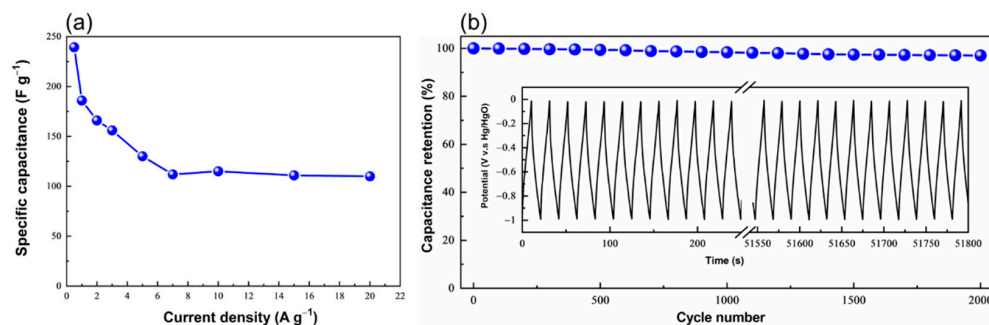 (a)
250
200
150
100
50
0
Specific capacitance (F g⁻¹)
0 2 4 6 8 10 12 14 16 18 20 22
Current density (A g⁻¹)
(b)
100
80
60
40
20
0
Capacitance retention (%)
0
−0.2
−0.4
−0.6
−0.8
−1
Potential (V v.s Hg/HgO)
0 100 200 51550 51600 51650 51700 51750 51800
Time (s)
0 500 1000 1500 2000
Cycle number